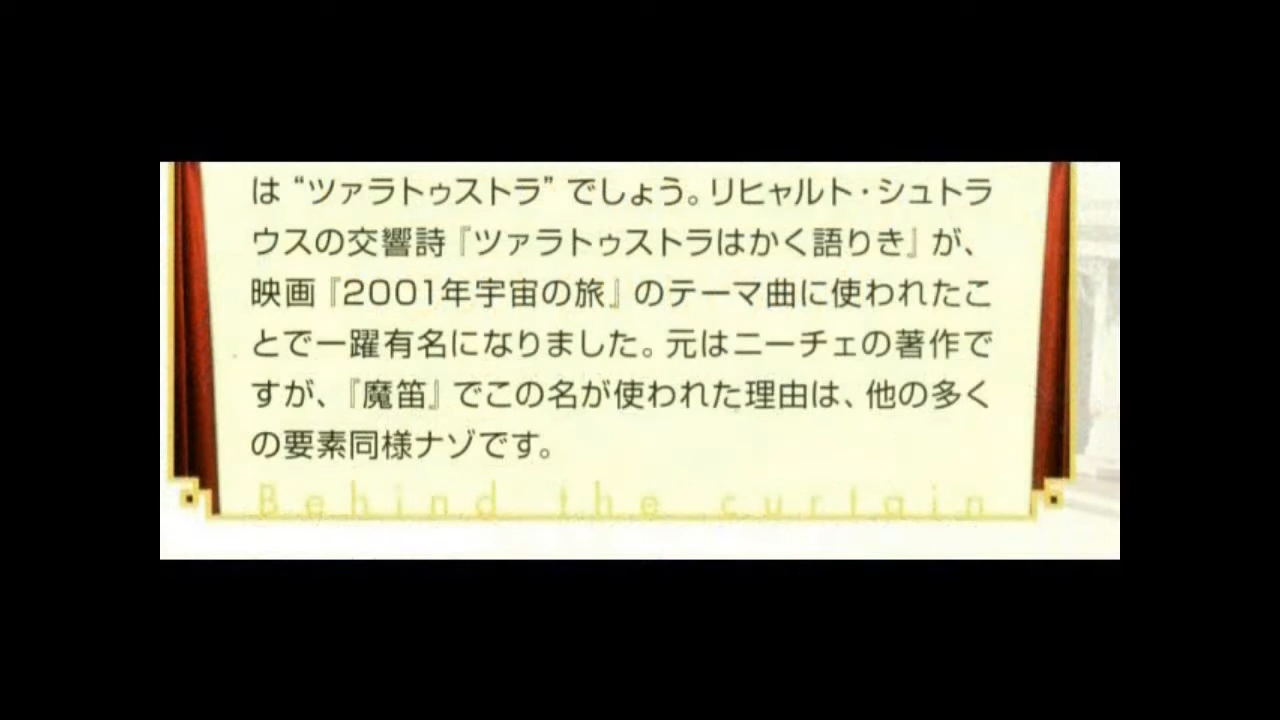 は“ツァラトゥストラ”でしょう。リヒャルト・シュトラ
ウスの交響詩『ツァラトゥストラはかく語りき』が、
映画『2001年宇宙の旅』のテーマ曲に使われたこ
とで一躍有名になりました。元はニーチェの著作で
すが、『魔笛』でこの名が使われた理由は、他の多く
の要素同様ナゾです。
Behind the curtain